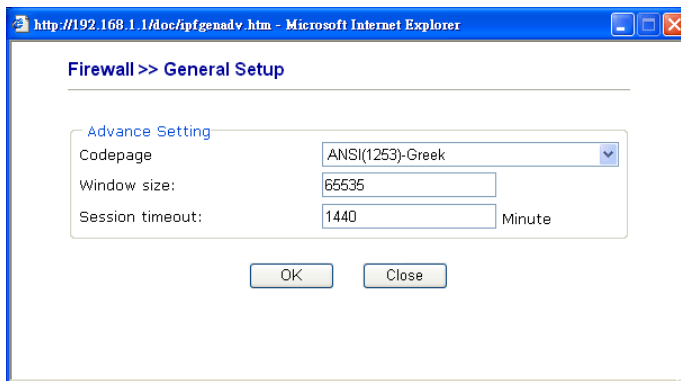 http://192.168.1.1/doc/ipfgenadv.htm - Microsoft Internet Explorer
Firewall >> General Setup
Advance Setting
Codepage ANSI(1253)-Greek
Window size: 65535
Session timeout: 1440 Minute
OK Close